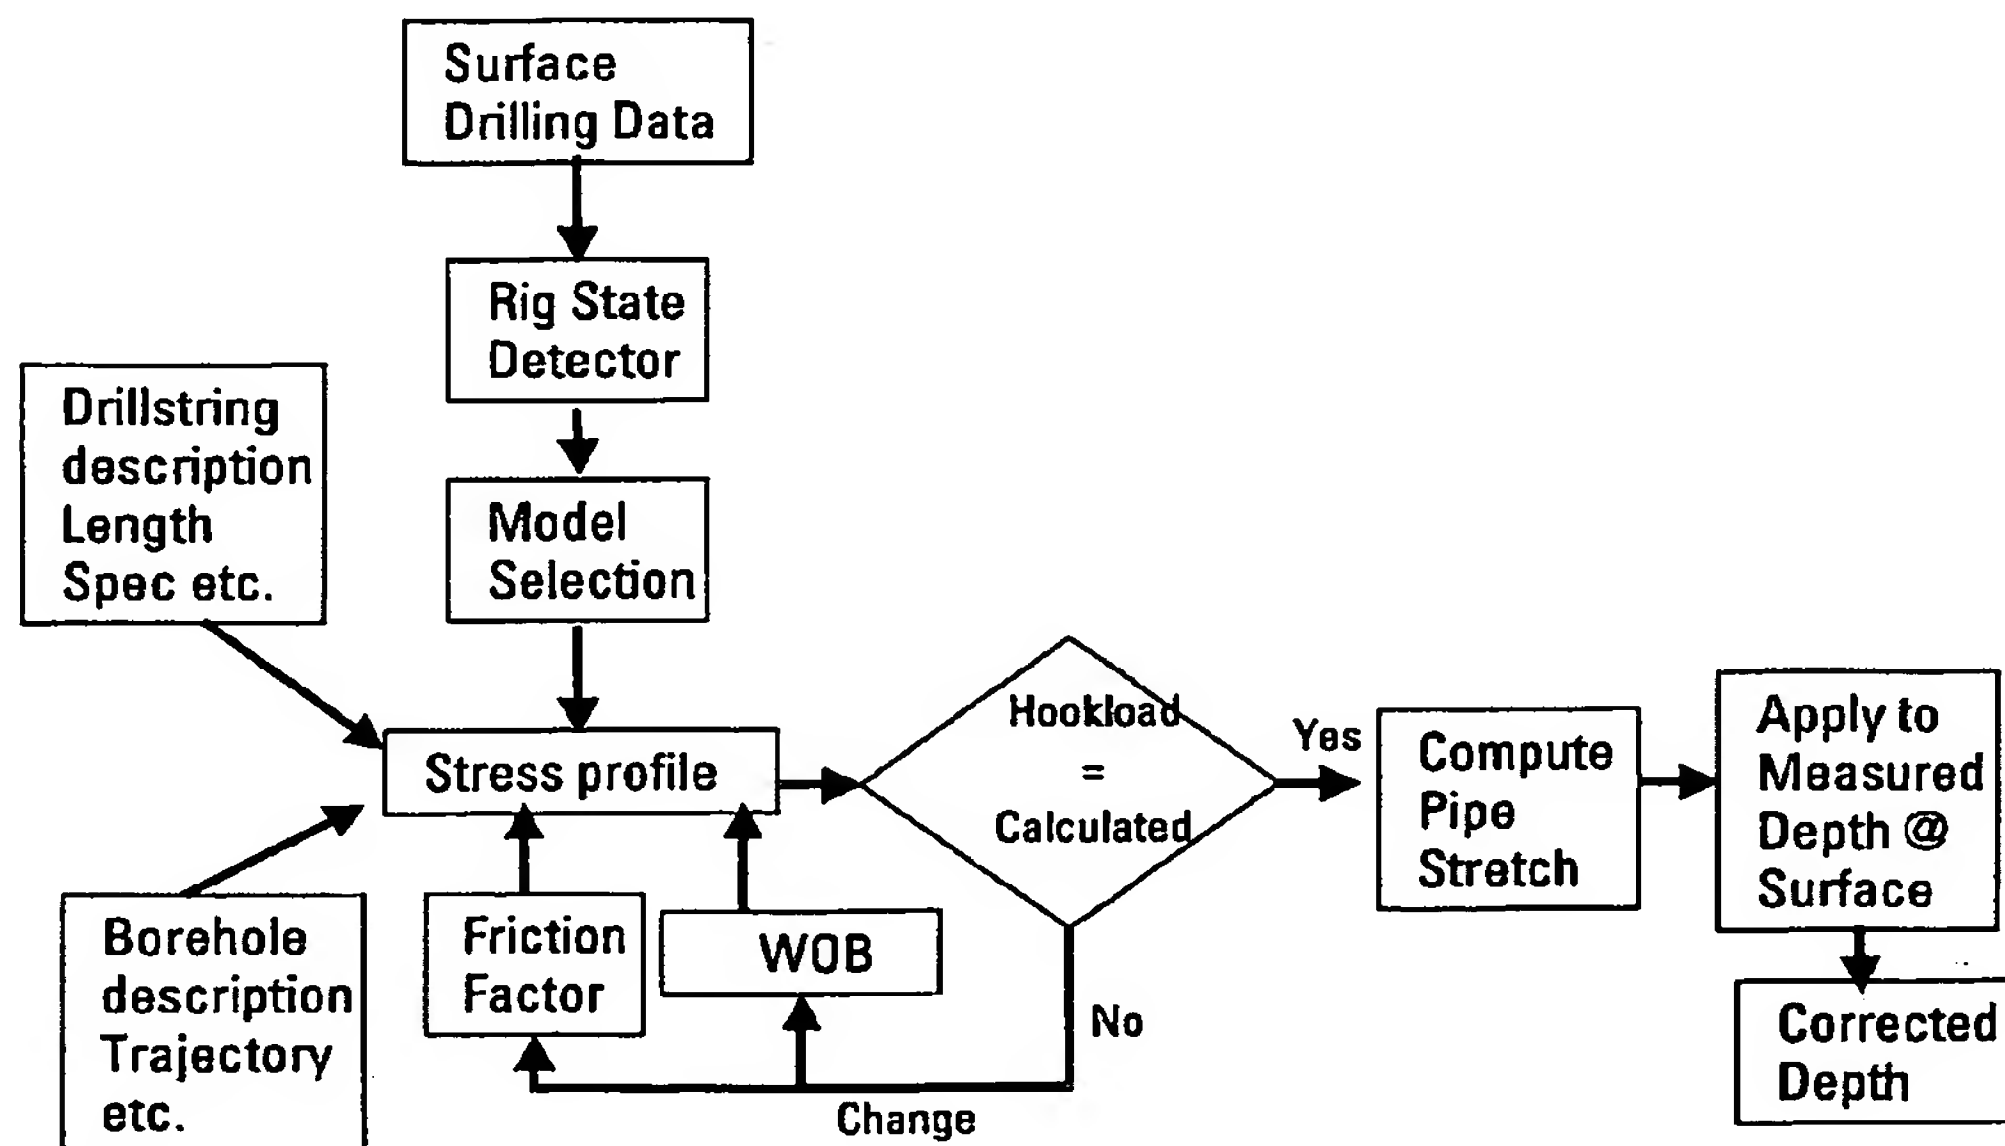 Surface
Drilling Data
Rig State
Detector
Drillstring
description
Length
Spec etc.
Model
Selection
Stress profile
Hookload
=
Calculated
Yes
Compute
Pipe
Stretch
Apply to
Measured
Depth @
Surface
Borehole
description
Trajectory
etc.
Friction
Factor
WOB
No
Change
Corrected
Depth